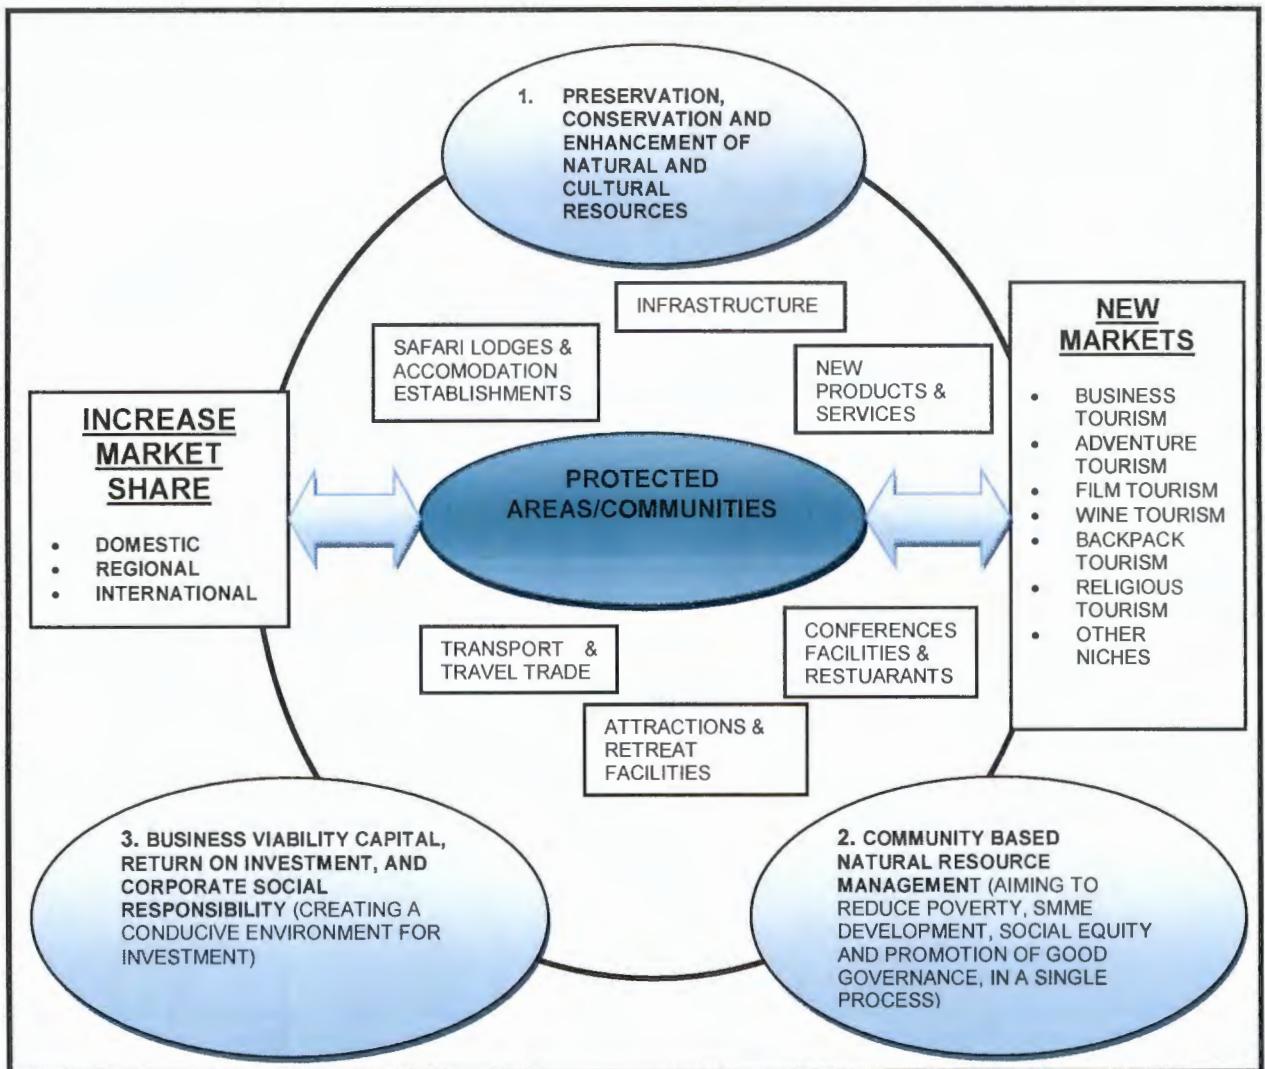 1. PRESERVATION,
CONSERVATION AND
ENHANCEMENT OF
NATURAL AND
CULTURAL
RESOURCES
INFRASTRUCTURE
SAFARI LODGES &
ACCOMODATION
ESTABLISHMENTS
NEW
PRODUCTS &
SERVICES
INCREASE
MARKET
SHARE
• DOMESTIC
• REGIONAL
• INTERNATIONAL
PROTECTED
AREAS/COMMUNITIES
NEW
MARKETS
• BUSINESS
TOURISM
• ADVENTURE
TOURISM
• FILM TOURISM
• WINE TOURISM
• BACKPACK
TOURISM
• RELIGIOUS
TOURISM
• OTHER
NICHES
TRANSPORT &
TRAVEL TRADE
CONFERENCES
FACILITIES &
RESTUARANTS
ATTRACTIONS &
RETREAT
FACILITIES
3. BUSINESS VIABILITY CAPITAL,
RETURN ON INVESTMENT, AND
CORPORATE SOCIAL
RESPONSIBILITY (CREATING A
CONDUCIVE ENVIRONMENT FOR
INVESTMENT)
2. COMMUNITY BASED
NATURAL RESOURCE
MANAGEMENT (AIMING TO
REDUCE POVERTY, SMME
DEVELOPMENT, SOCIAL EQUITY
AND PROMOTION OF GOOD
GOVERNANCE, IN A SINGLE
PROCESS)